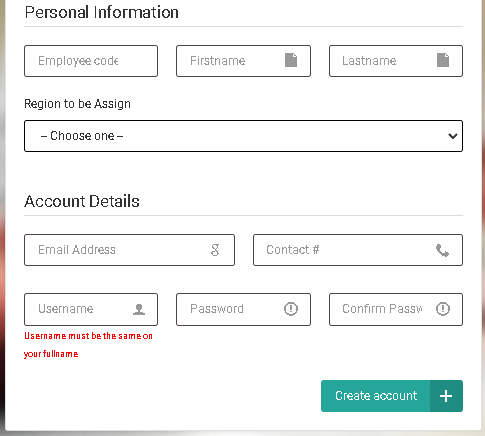 Personal Information
Employee code
Firstname
Lastname
Region to be Assign
-- Choose one --
Account Details
Email Address
Contact #
Username
Password
Confirm Passw
Username must be the same on
your fullname
Create account